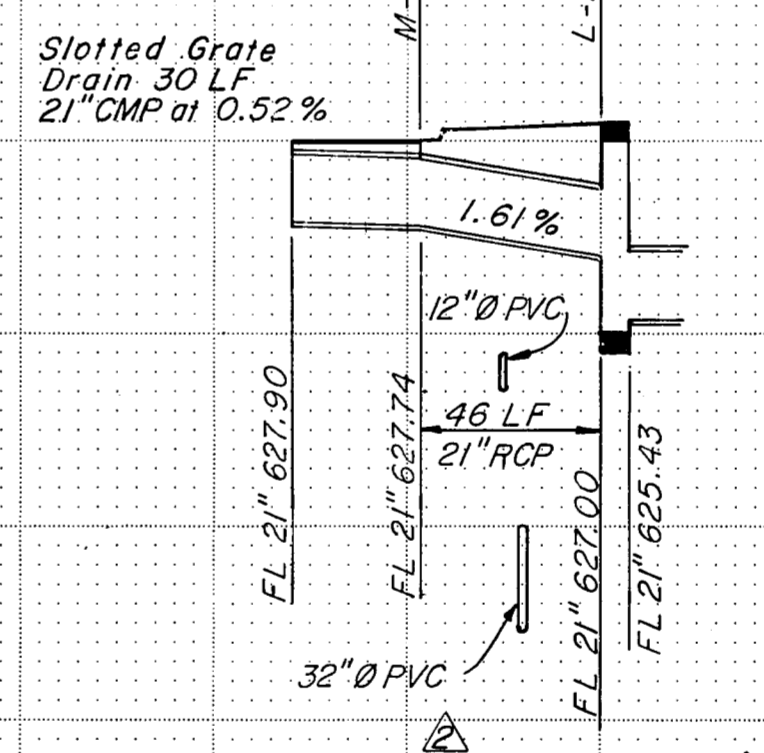 M-
L-
Slotted Grate
Drain 30 LF
21" CMP at 0.52%
1.61%
12"Ø PVC
46 LF
21" RCP
FL 21" 627.90
FL 21" 627.74
FL 21" 627.00
FL 21" 625.43
32"Ø PVC
2